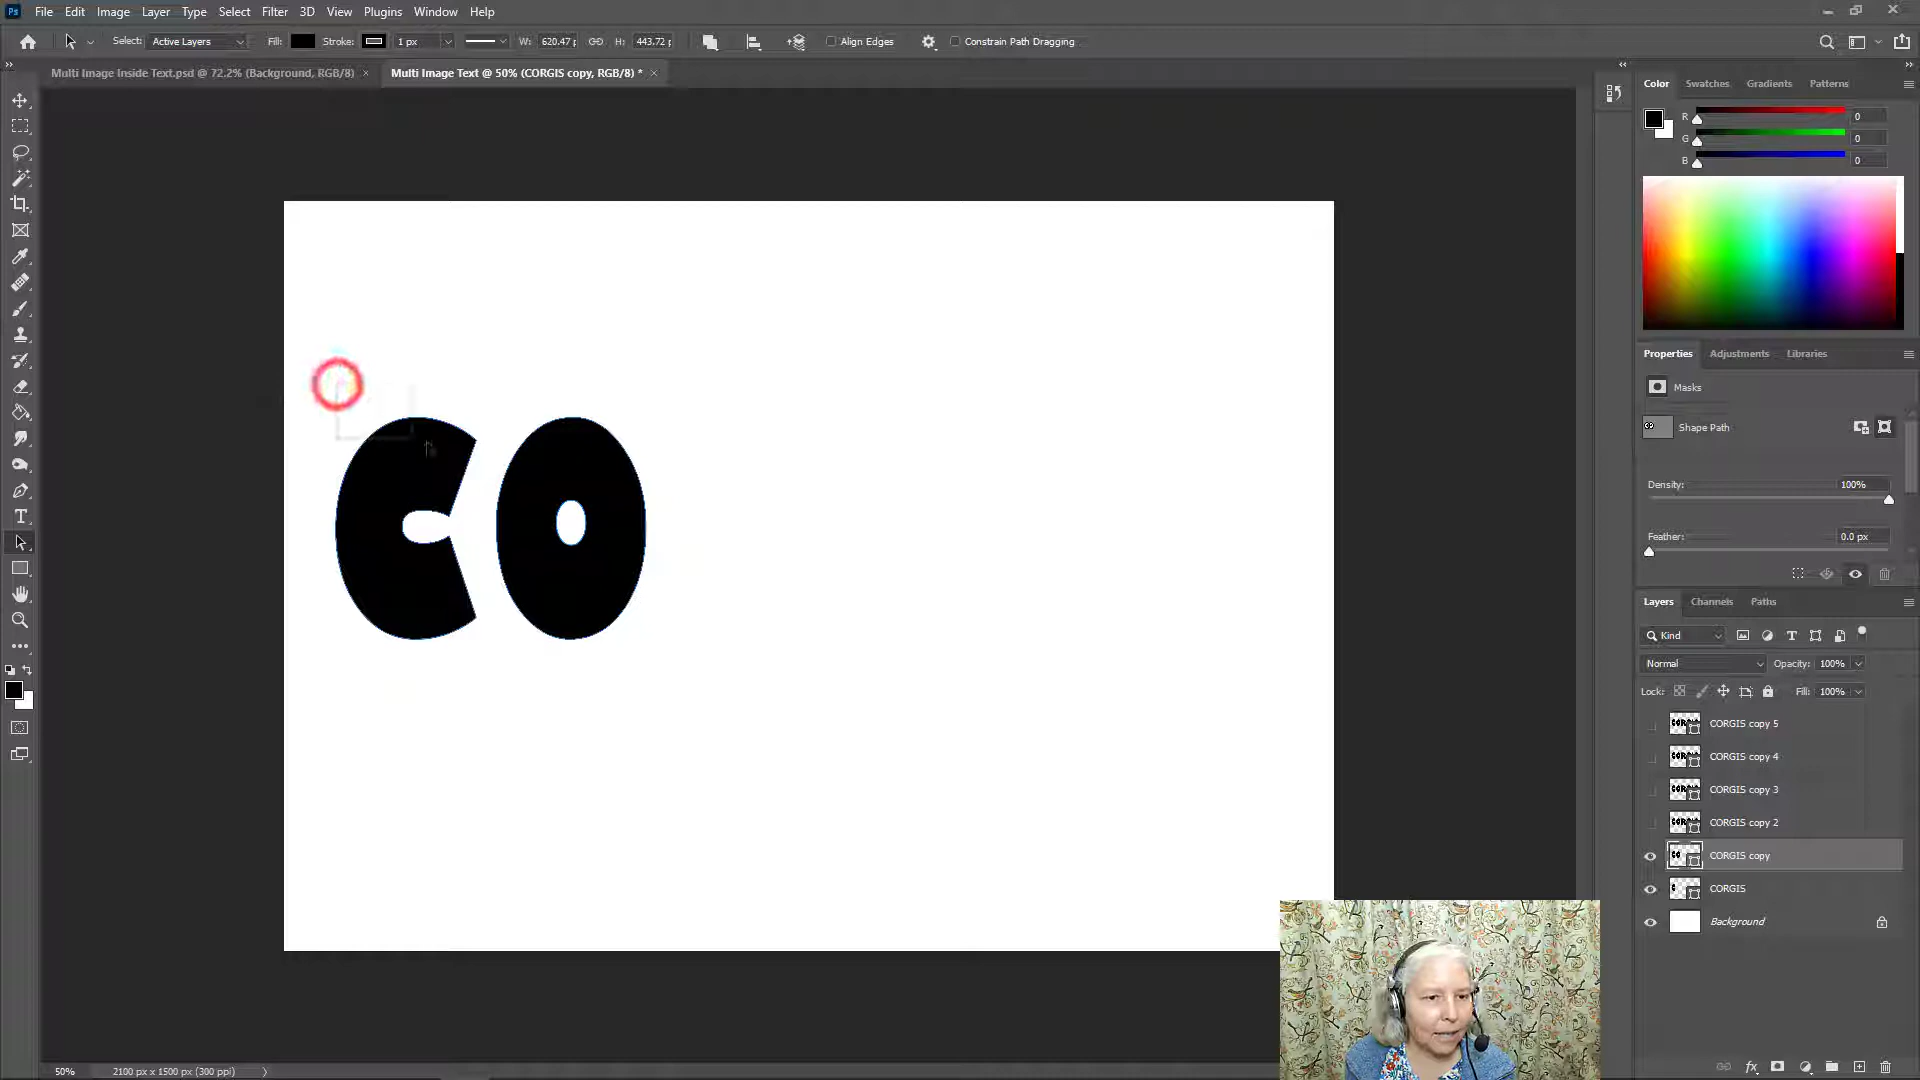 Ps File Edit Image Layer Type Select Filter 3D View Plugins Window Help
Select: Active Layers Fill: Stroke: 1 px W: 620.47 p H: 443.72 p Align Edges Constrain Path Dragging
Multi Image Inside Text.psd @ 72.2% (Background, RGB/8) × Multi Image Text @ 50% (CORGIS copy, RGB/8) * ×
Color Swatches Gradients Patterns
R 0
G 0
B 0
Properties Adjustments Libraries
Masks
Shape Path
Density: 100%
Feather: 0.0 px
Layers Channels Paths
Kind
Normal Opacity: 100%
Lock: Fill: 100%
CORGIS copy 5
CORGIS copy 4
CORGIS copy 3
CORGIS copy 2
CORGIS copy
CORGIS
Background
CO
50% 2100 px x 1500 px (300 ppi)